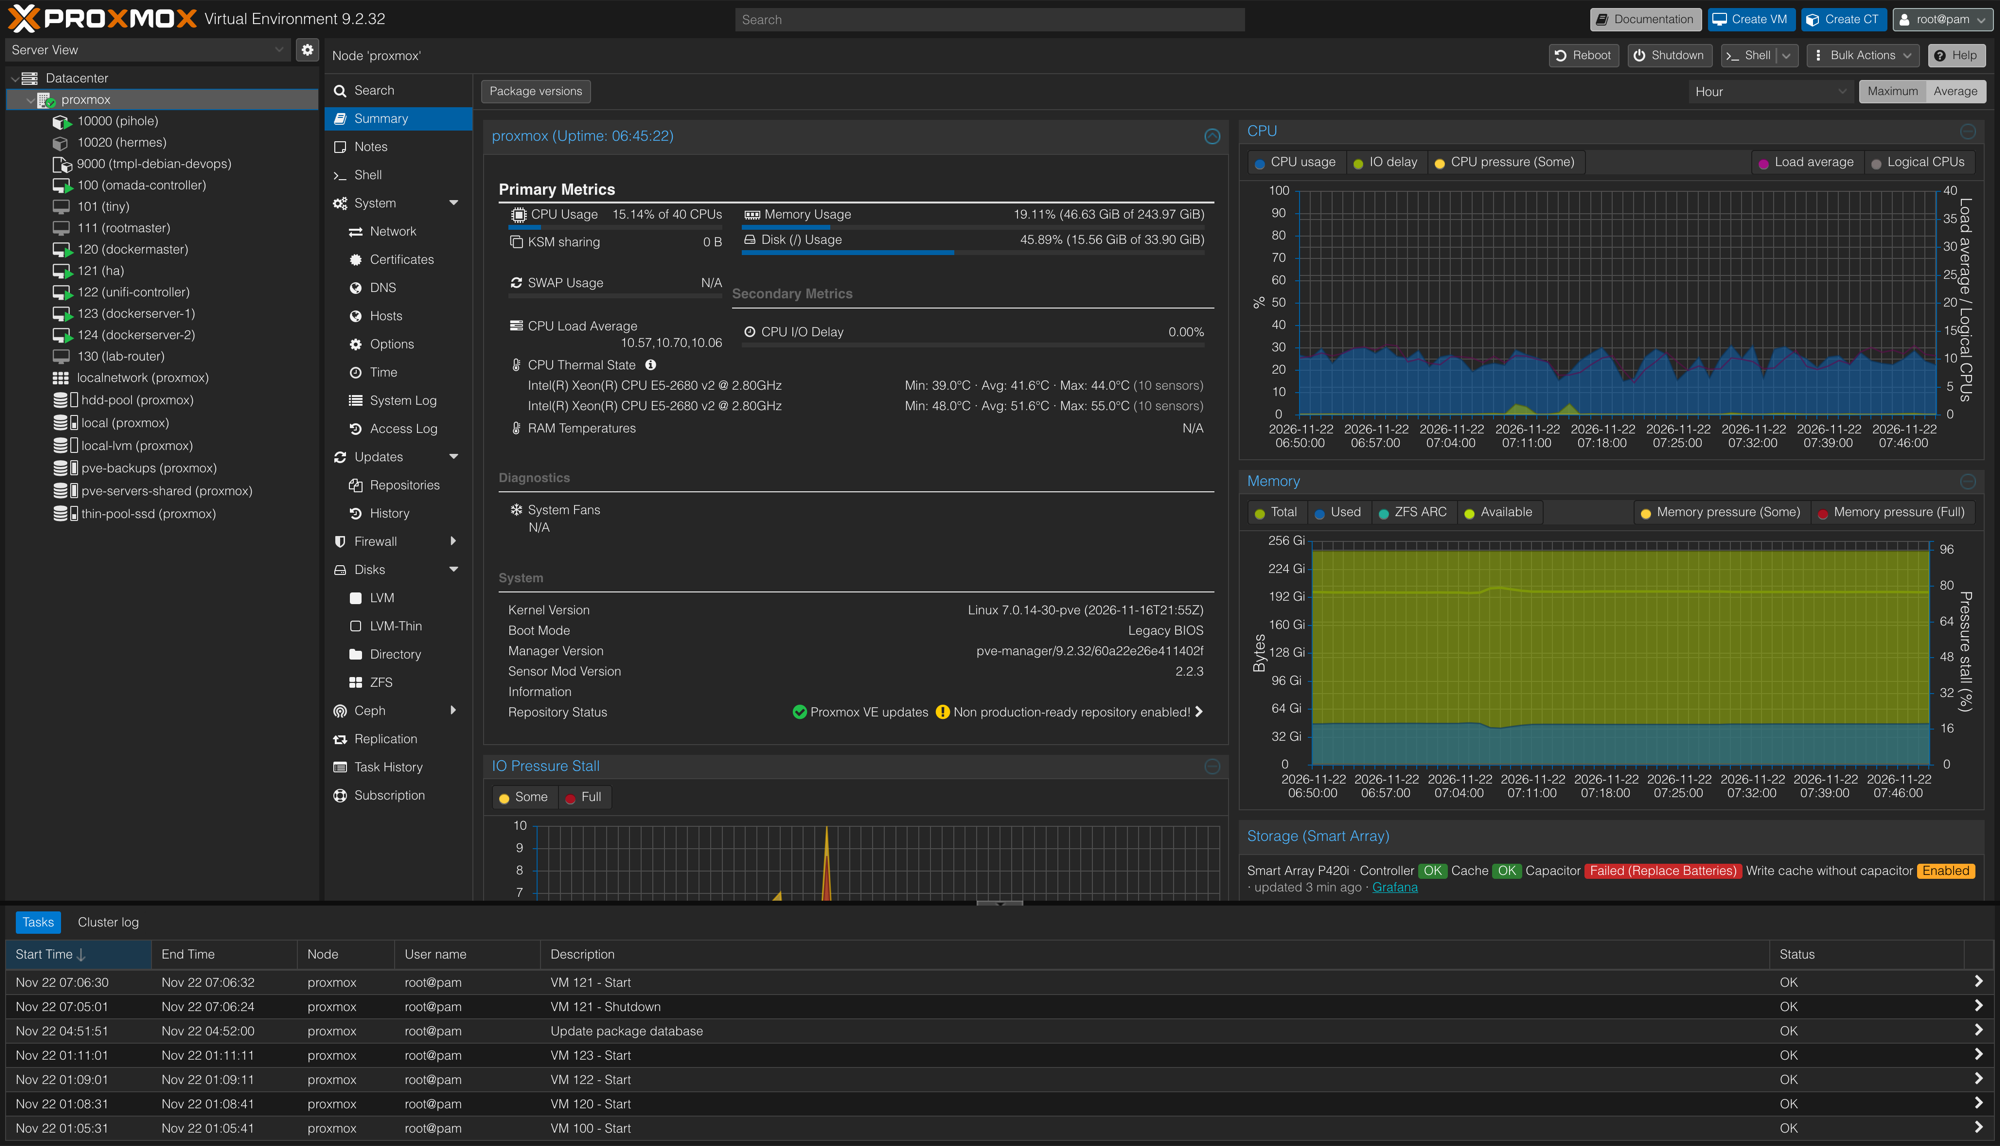 PROXMOX Virtual Environment 9.2.32
Search
Documentation
Create VM
Create CT
root@pam
Server View
Datacenter
proxmox
10000 (pihole)
10020 (hermes)
9000 (tmpl-debian-devops)
100 (omada-controller)
101 (tiny)
111 (rootmaster)
120 (dockermaster)
121 (ha)
122 (unifi-controller)
123 (dockerserver-1)
124 (dockerserver-2)
130 (lab-router)
localnetwork (proxmox)
hdd-pool (proxmox)
local (proxmox)
local-lvm (proxmox)
pve-backups (proxmox)
pve-servers-shared (proxmox)
thin-pool-ssd (proxmox)
Node 'proxmox'
Reboot
Shutdown
Shell
Bulk Actions
Help
Search
Summary
Notes
Shell
System
Network
Certificates
DNS
Hosts
Options
Time
System Log
Access Log
Updates
Repositories
History
Firewall
Disks
LVM
LVM-Thin
Directory
ZFS
Ceph
Replication
Task History
Subscription
Package versions
Hour
Maximum
Average
proxmox (Uptime: 06:45:22)
Primary Metrics
CPU Usage 15.14% of 40 CPUs
Memory Usage 19.11% (46.63 GiB of 243.97 GiB)
KSM sharing 0 B
Disk (/) Usage 45.89% (15.56 GiB of 33.90 GiB)
SWAP Usage N/A
Secondary Metrics
CPU Load Average
10.57,10.70,10.06
CPU I/O Delay 0.00%
CPU Thermal State
Intel(R) Xeon(R) CPU E5-2680 v2 @ 2.80GHz Min: 39.0°C · Avg: 41.6°C · Max: 44.0°C (10 sensors)
Intel(R) Xeon(R) CPU E5-2680 v2 @ 2.80GHz Min: 48.0°C · Avg: 51.6°C · Max: 55.0°C (10 sensors)
RAM Temperatures N/A
Diagnostics
System Fans
N/A
System
Kernel Version Linux 7.0.14-30-pve (2026-11-16T21:55Z)
Boot Mode Legacy BIOS
Manager Version pve-manager/9.2.32/60a22e26e411402f
Sensor Mod Version 2.2.3
Information
Repository Status Proxmox VE updates Non production-ready repository enabled!
IO Pressure Stall
Some Full
10
9
8
7
CPU
CPU usage IO delay CPU pressure (Some) Load average Logical CPUs
100
90
80
70
60
50
40
30
20
10
0
%
40
35
30
25
20
15
10
5
0
Load average / Logical CPUs
2026-11-22 2026-11-22 2026-11-22 2026-11-22 2026-11-22 2026-11-22 2026-11-22 2026-11-22 2026-11-22
06:50:00 06:57:00 07:04:00 07:11:00 07:18:00 07:25:00 07:32:00 07:39:00 07:46:00
Memory
Total Used ZFS ARC Available Memory pressure (Some) Memory pressure (Full)
256 Gi
224 Gi
192 Gi
160 Gi
128 Gi
96 Gi
64 Gi
32 Gi
0
Bytes
96
80
64
48
32
16
0
Pressure stall (%)
2026-11-22 2026-11-22 2026-11-22 2026-11-22 2026-11-22 2026-11-22 2026-11-22 2026-11-22 2026-11-22
06:50:00 06:57:00 07:04:00 07:11:00 07:18:00 07:25:00 07:32:00 07:39:00 07:46:00
Storage (Smart Array)
Smart Array P420i · Controller OK Cache OK Capacitor Failed (Replace Batteries) Write cache without capacitor Enabled
· updated 3 min ago · Grafana
Tasks Cluster log
Start Time End Time Node User name Description Status
Nov 22 07:06:30 Nov 22 07:06:32 proxmox root@pam VM 121 - Start OK
Nov 22 07:05:01 Nov 22 07:06:24 proxmox root@pam VM 121 - Shutdown OK
Nov 22 04:51:51 Nov 22 04:52:00 proxmox root@pam Update package database OK
Nov 22 01:11:01 Nov 22 01:11:11 proxmox root@pam VM 123 - Start OK
Nov 22 01:09:01 Nov 22 01:09:11 proxmox root@pam VM 122 - Start OK
Nov 22 01:08:31 Nov 22 01:08:41 proxmox root@pam VM 120 - Start OK
Nov 22 01:05:31 Nov 22 01:05:41 proxmox root@pam VM 100 - Start OK